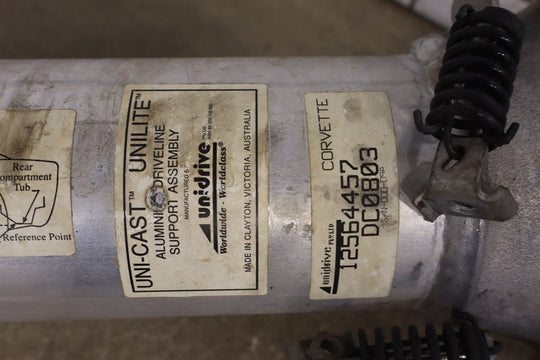 Rear
Compartment
Tub
Reference Point
UNI-CAST™ UNILITE™
ALUMINIUM DRIVELINE
SUPPORT ASSEMBLY
MANUFACTURED BY
unidrive
Worldwide · Worldclass®
MADE IN CLAYTON, VICTORIA, AUSTRALIA
CORVETTE
unidrive PTY LTD
12564457
DC0803